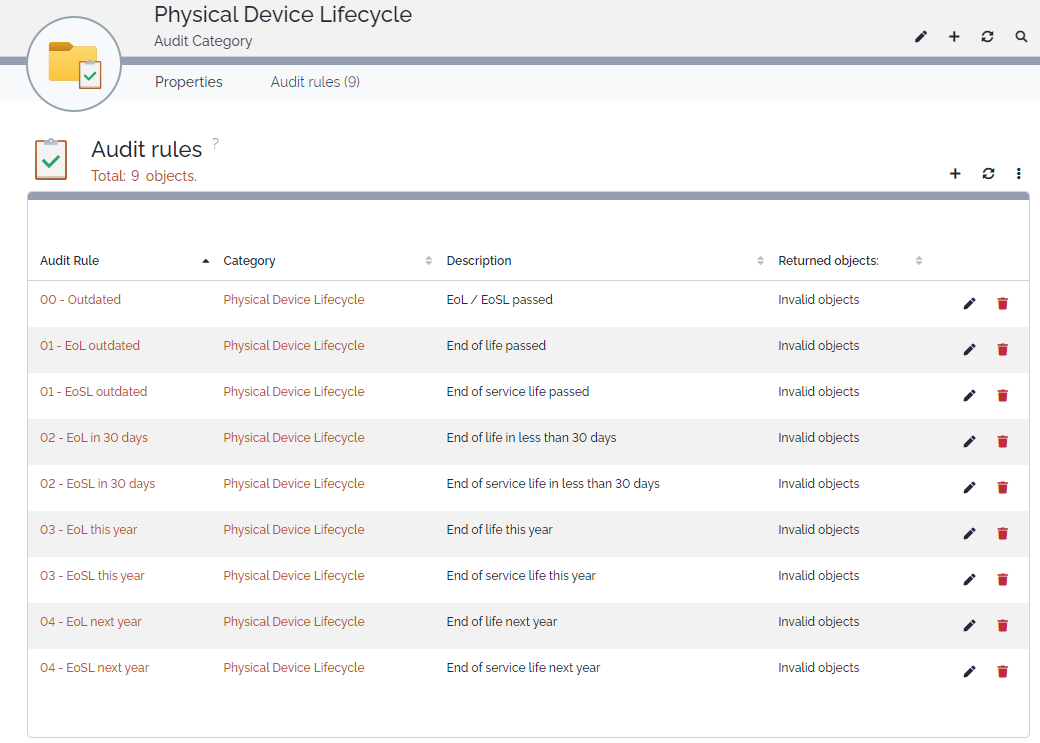 Physical Device Lifecycle
Audit Category
Properties Audit rules (9)
Audit rules ?
Total: 9 objects.
Audit Rule Category Description Returned objects:
00 - Outdated Physical Device Lifecycle EoL / EoSL passed Invalid objects
01 - EoL outdated Physical Device Lifecycle End of life passed Invalid objects
01 - EoSL outdated Physical Device Lifecycle End of service life passed Invalid objects
02 - EoL in 30 days Physical Device Lifecycle End of life in less than 30 days Invalid objects
02 - EoSL in 30 days Physical Device Lifecycle End of service life in less than 30 days Invalid objects
03 - EoL this year Physical Device Lifecycle End of life this year Invalid objects
03 - EoSL this year Physical Device Lifecycle End of service life this year Invalid objects
04 - EoL next year Physical Device Lifecycle End of life next year Invalid objects
04 - EoSL next year Physical Device Lifecycle End of service life next year Invalid objects